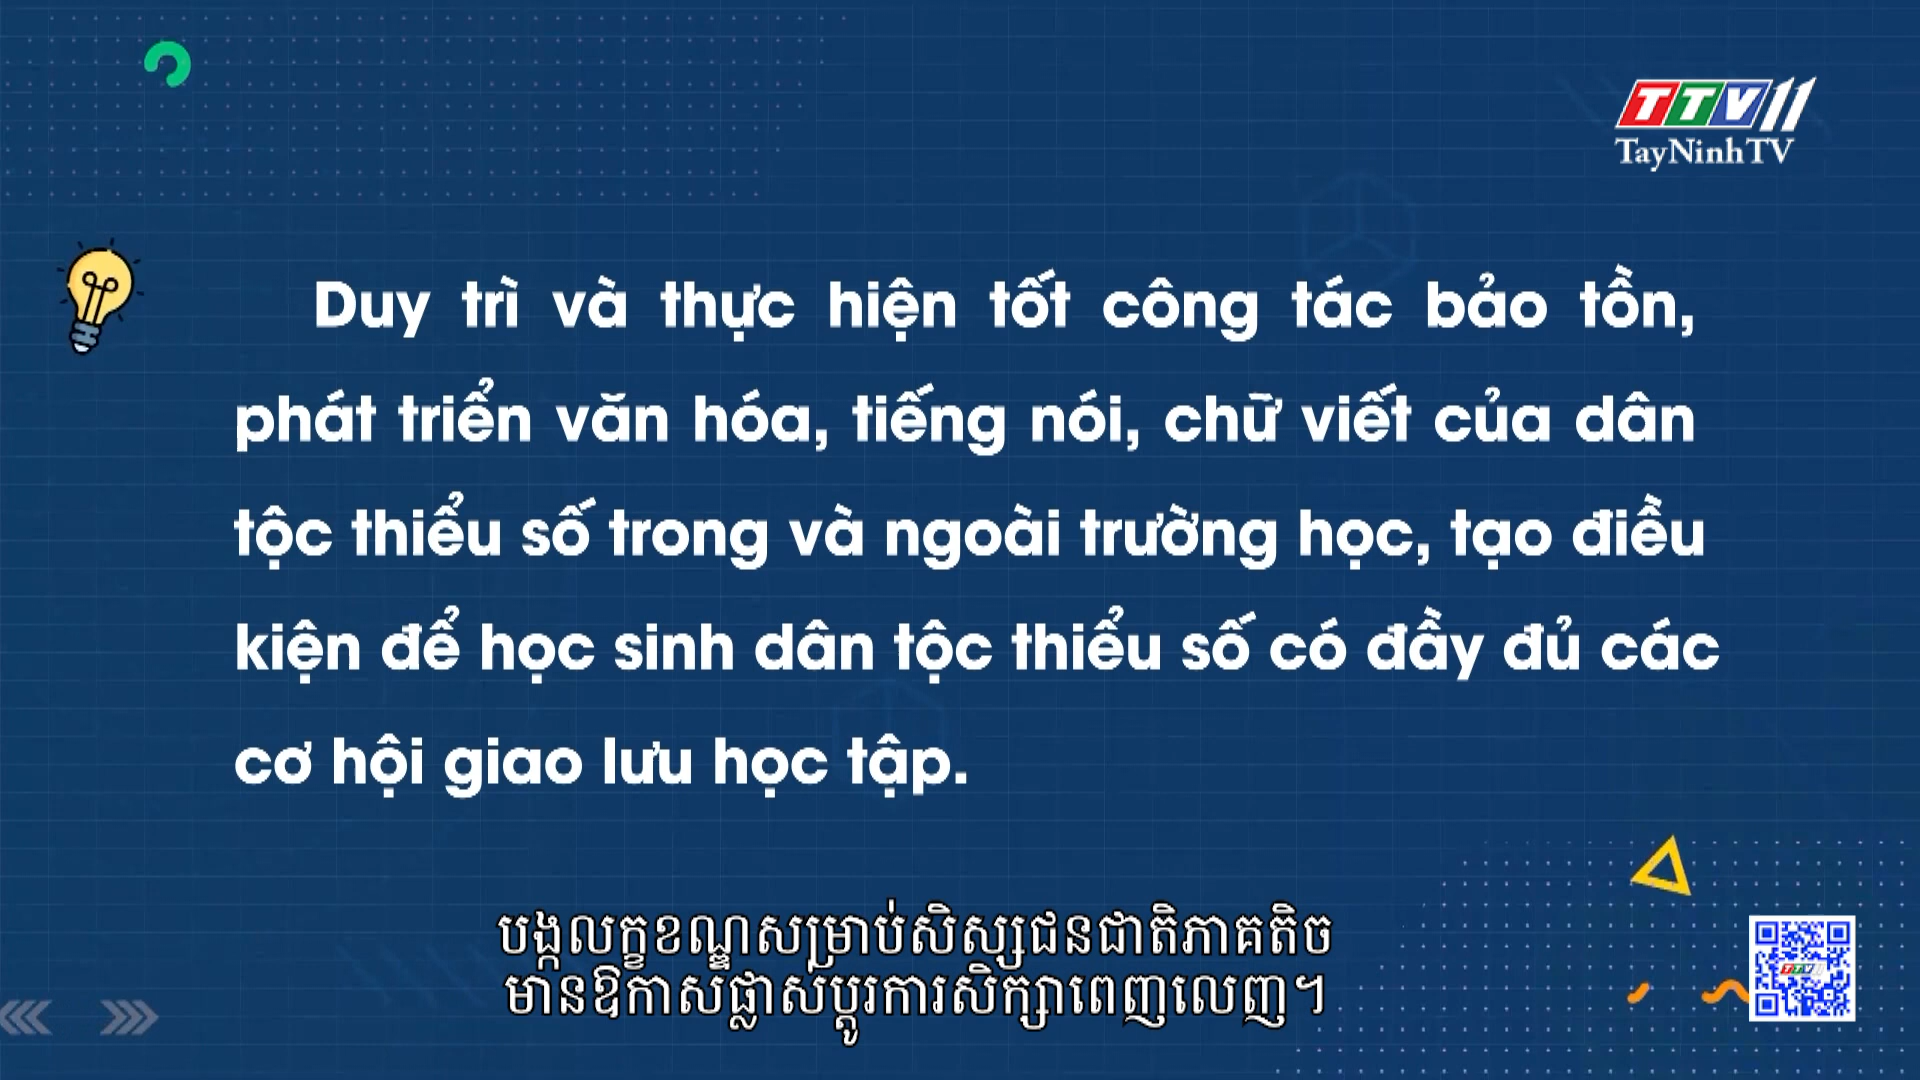 TTV11
TayNinhTV
Duy trì và thực hiện tốt công tác bảo tồn,
phát triển văn hóa, tiếng nói, chữ viết của dân
tộc thiểu số trong và ngoài trường học, tạo điều
kiện để học sinh dân tộc thiểu số có đầy đủ các
cơ hội giao lưu học tập.
បង្កលក្ខខណ្ឌសម្រាប់សិស្សជនជាតិភាគតិច
មានឱកាសផ្លាស់ប្តូរការសិក្សាពេញលេញ។
TTV11